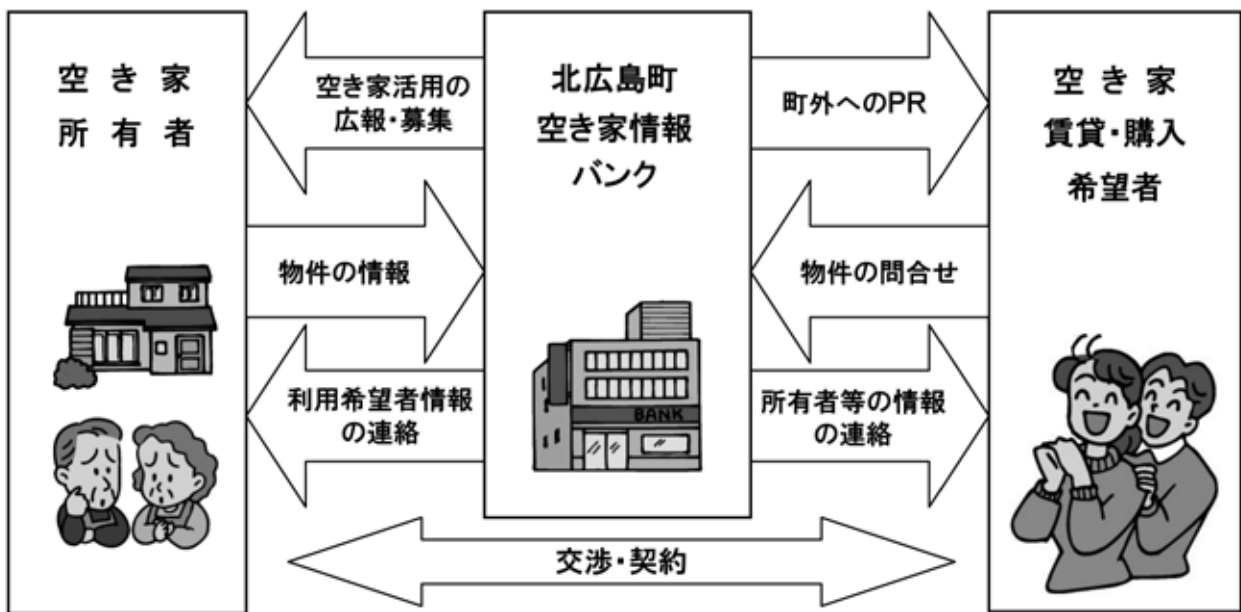 空き家
所有者
空き家活用の
広報・募集
物件の情報
利用希望者情報
の連絡
北広島町
空き家情報
バンク
BANK
町外へのPR
物件の問合せ
所有者等の情報
の連絡
空き家
賃貸・購入
希望者
交渉・契約